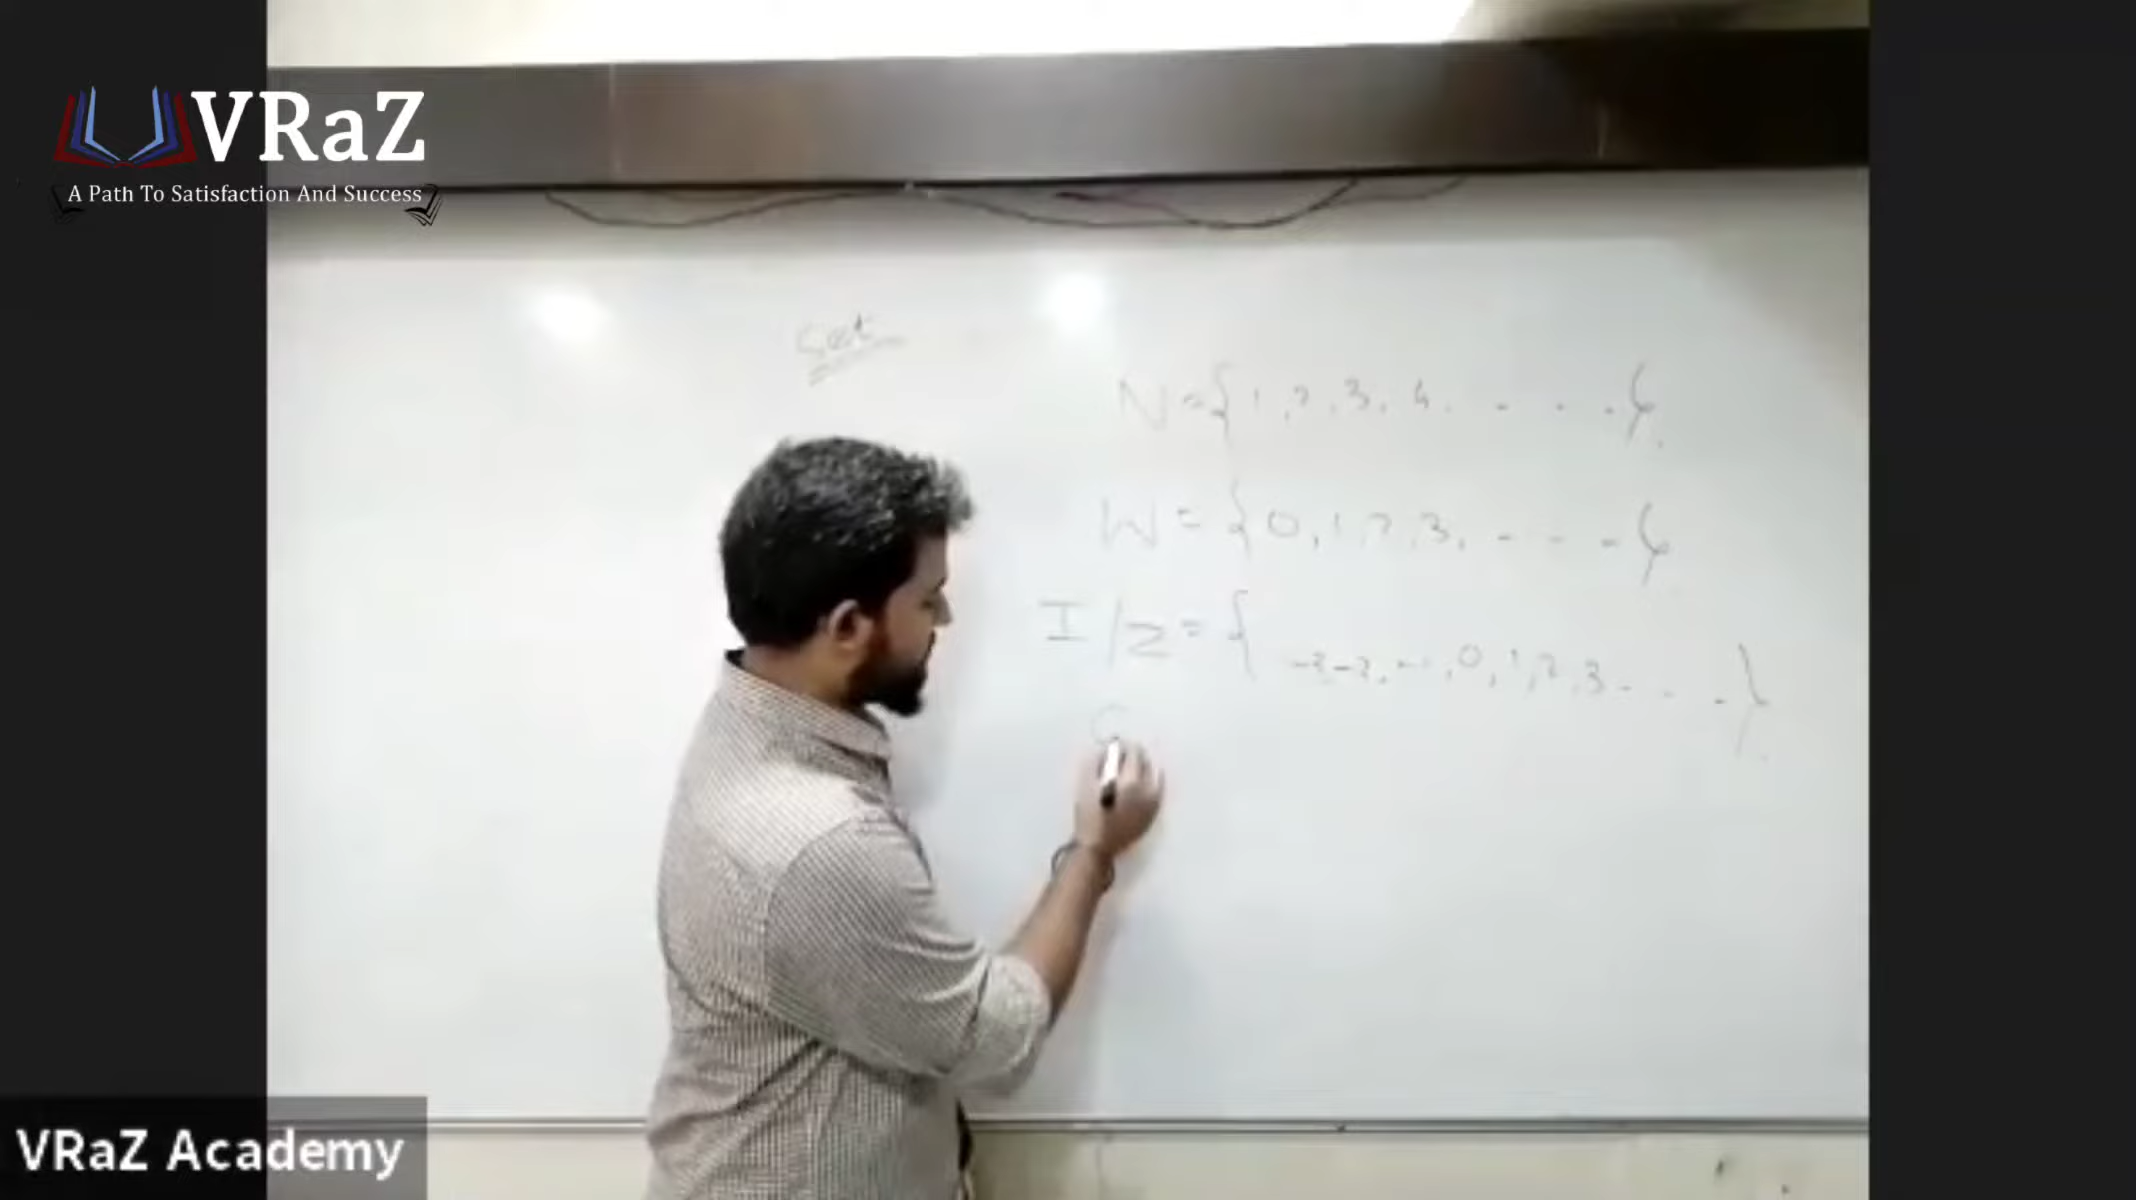 VRaZ
A Path To Satisfaction And Success
Set
N = { 1, 2, 3, 4, . . . . }
W = { 0, 1, 2, 3, - - - - }
I / Z = { -3, -2, -1, 0, 1, 2, 3 - - - - }
VRaZ Academy